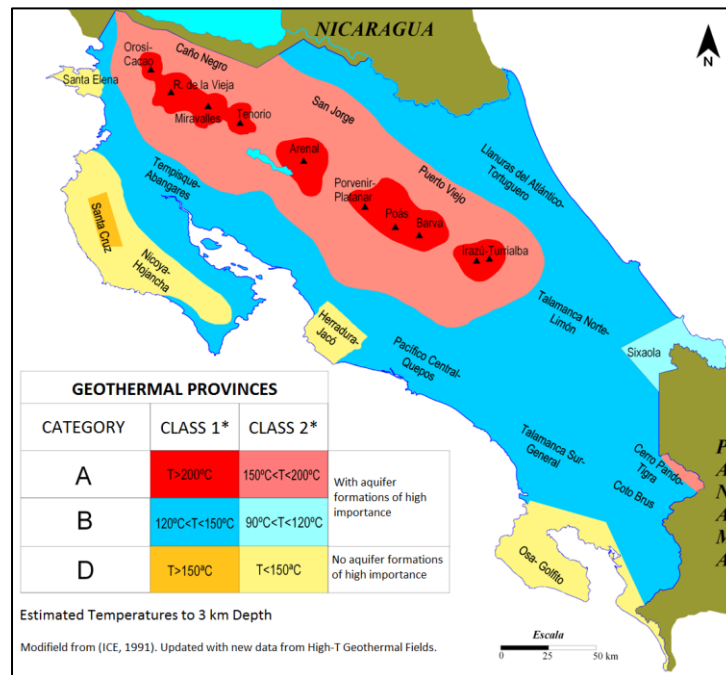 NICARAGUA
N
Orosí-
Cacao
Caño Negro
Santa Elena
R. de la Vieja
Miravalles
Tenorio
San Jorge
Arenal
Tempisque-
Abangares
Porvenir-
Platanar
Puerto Viejo
Poás
Barva
Irazú-Turrialba
Llanuras del Atlántico-
Tortuguero
Santa Cruz
Nicoya-
Hojancha
Herradura-
Jacó
Pacífico Central-
Quepos
Talamanca Norte-
Limón
Sixaola
Talamanca Sur-
General
Cerro Pando-
Tigra
Coto Brus
Osa- Golfito
PANAMA
GEOTHERMAL PROVINCES
CATEGORY
CLASS 1*
CLASS 2*
A
T>200ºC
150ºC<T<200ºC
With aquifer
formations of high
importance
B
120ºC<T<150ºC
90ºC<T<120ºC
D
T>150ªC
T<150ªC
No aquifer formations
of high importance
Estimated Temperatures to 3 km Depth
Modifield from (ICE, 1991). Updated with new data from High-T Geothermal Fields.
Escala
0 25 50 km